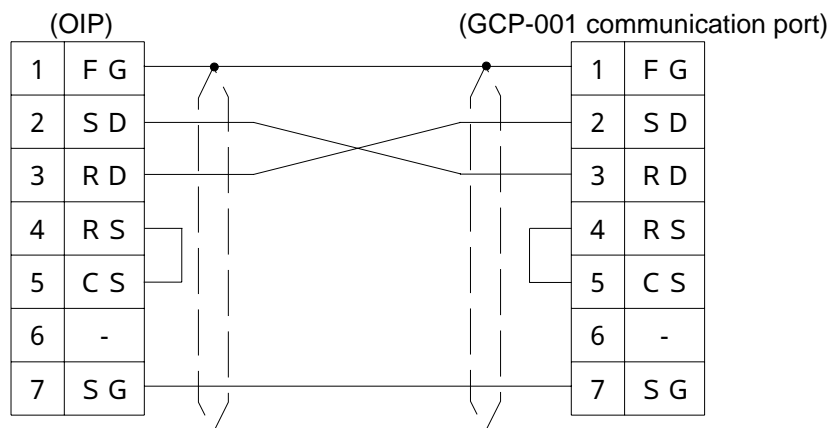 (OIP) (GCP-001 communication port)
1 F G 1 F G
2 S D 2 S D
3 R D 3 R D
4 R S 4 R S
5 C S 5 C S
6 - 6 -
7 S G 7 S G